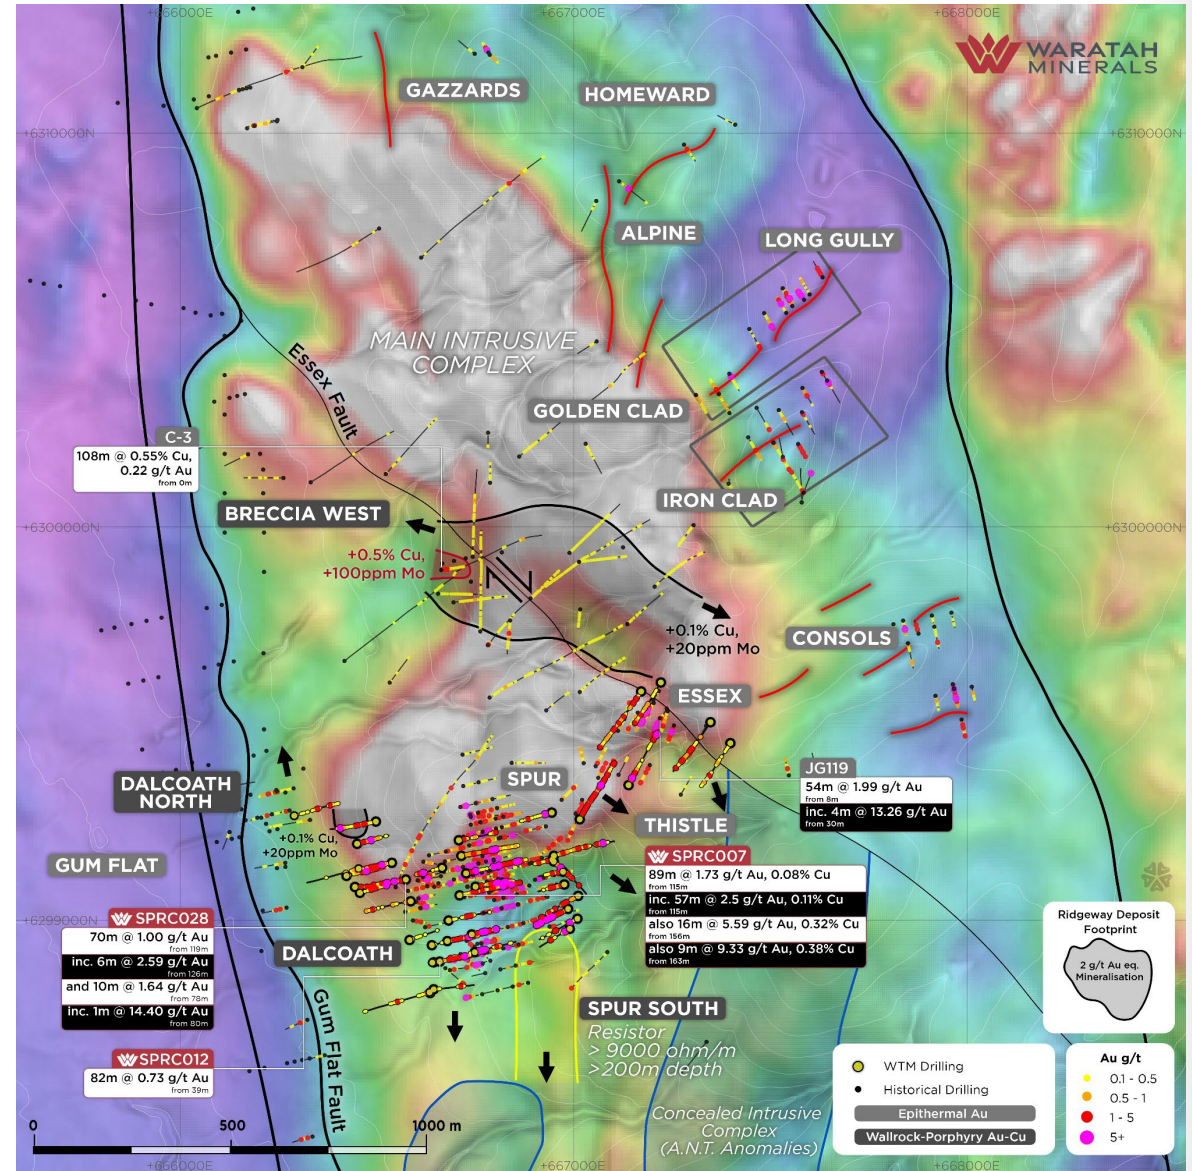 +666000E
+667000E
+668000E
WARATAH
MINERALS
GAZZARDS
HOMEWARD
+6310000N
+6310000N
ALPINE
LONG GULLY
MAIN INTRUSIVE
COMPLEX
Essex Fault
GOLDEN CLAD
C-3
108m @ 0.55% Cu,
0.22 g/t Au
from 0m
IRON CLAD
BRECCIA WEST
+6300000N
+6300000N
+0.5% Cu,
+100ppm Mo
+0.1% Cu,
+20ppm Mo
CONSOLS
ESSEX
SPUR
JG119
54m @ 1.99 g/t Au
from 8m
inc. 4m @ 13.26 g/t Au
from 30m
DALCOATH
NORTH
THISTLE
+0.1% Cu,
+20ppm Mo
GUM FLAT
SPRC007
89m @ 1.73 g/t Au, 0.08% Cu
from 115m
inc. 57m @ 2.5 g/t Au, 0.11% Cu
from 115m
also 16m @ 5.59 g/t Au, 0.32% Cu
from 156m
also 9m @ 9.33 g/t Au, 0.38% Cu
from 163m
+6299000N
SPRC028
70m @ 1.00 g/t Au
from 119m
inc. 6m @ 2.59 g/t Au
from 126m
and 10m @ 1.64 g/t Au
from 78m
inc. 1m @ 14.40 g/t Au
from 80m
DALCOATH
Gum Flat Fault
SPUR SOUTH
Resistor
> 9000 ohm/m
>200m depth
Ridgeway Deposit
Footprint
2 g/t Au eq.
Mineralisation
SPRC012
82m @ 0.73 g/t Au
from 39m
Concealed Intrusive
Complex
(A.N.T. Anomalies)
WTM Drilling
Historical Drilling
Epithermal Au
Wallrock-Porphyry Au-Cu
Au g/t
0.1 - 0.5
0.5 - 1
1 - 5
5+
0
500
1000 m
+666000E
+667000E
+668000E